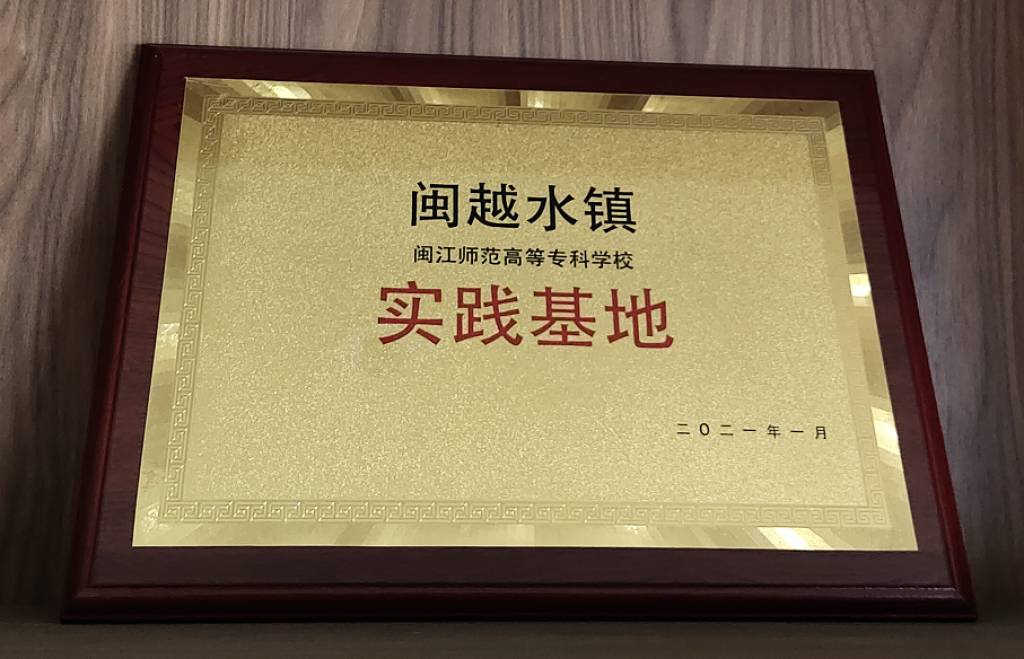 闽越水镇
闽江师范高等专科学校
实践基地
二〇二一年一月